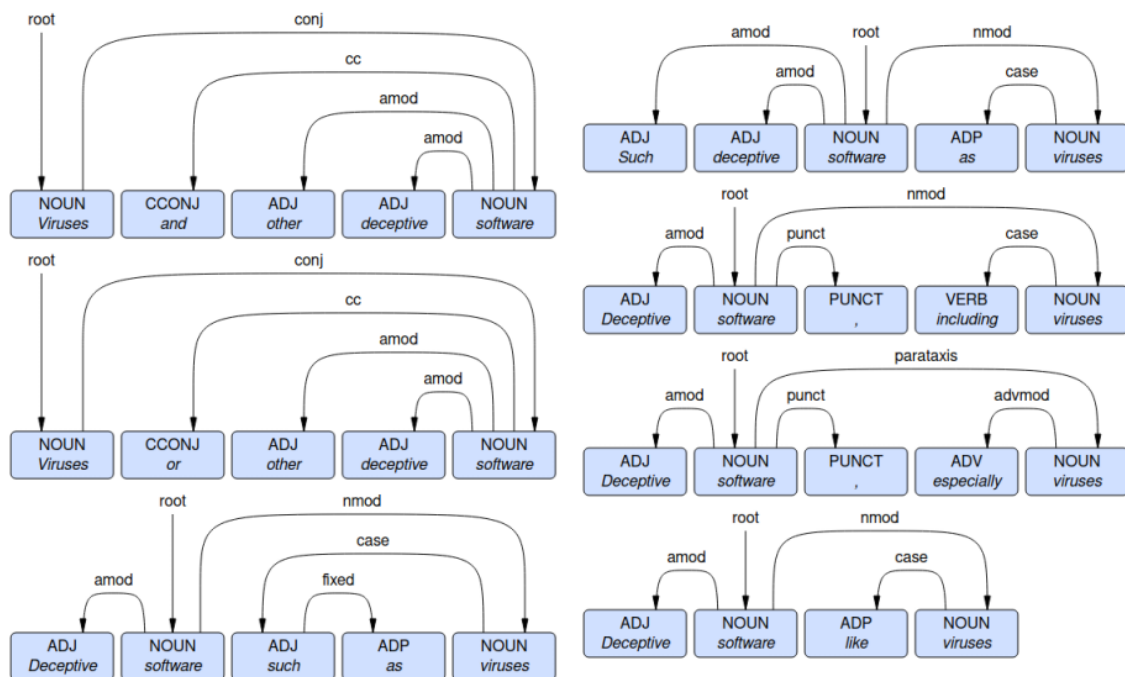 root conj
cc
amod
amod
NOUN CCONJ ADJ ADJ NOUN
Viruses and other deceptive software
root conj
cc
amod
amod
NOUN CCONJ ADJ ADJ NOUN
Viruses or other deceptive software
root nmod
case
amod fixed
ADJ NOUN ADJ ADP NOUN
Deceptive software such as viruses
amod root nmod
amod case
ADJ ADJ NOUN ADP NOUN
Such deceptive software as viruses
root nmod
amod punct case
ADJ NOUN PUNCT VERB NOUN
Deceptive software , including viruses
root parataxis
amod punct advmod
ADJ NOUN PUNCT ADV NOUN
Deceptive software , especially viruses
root nmod
amod case
ADJ NOUN ADP NOUN
Deceptive software like viruses